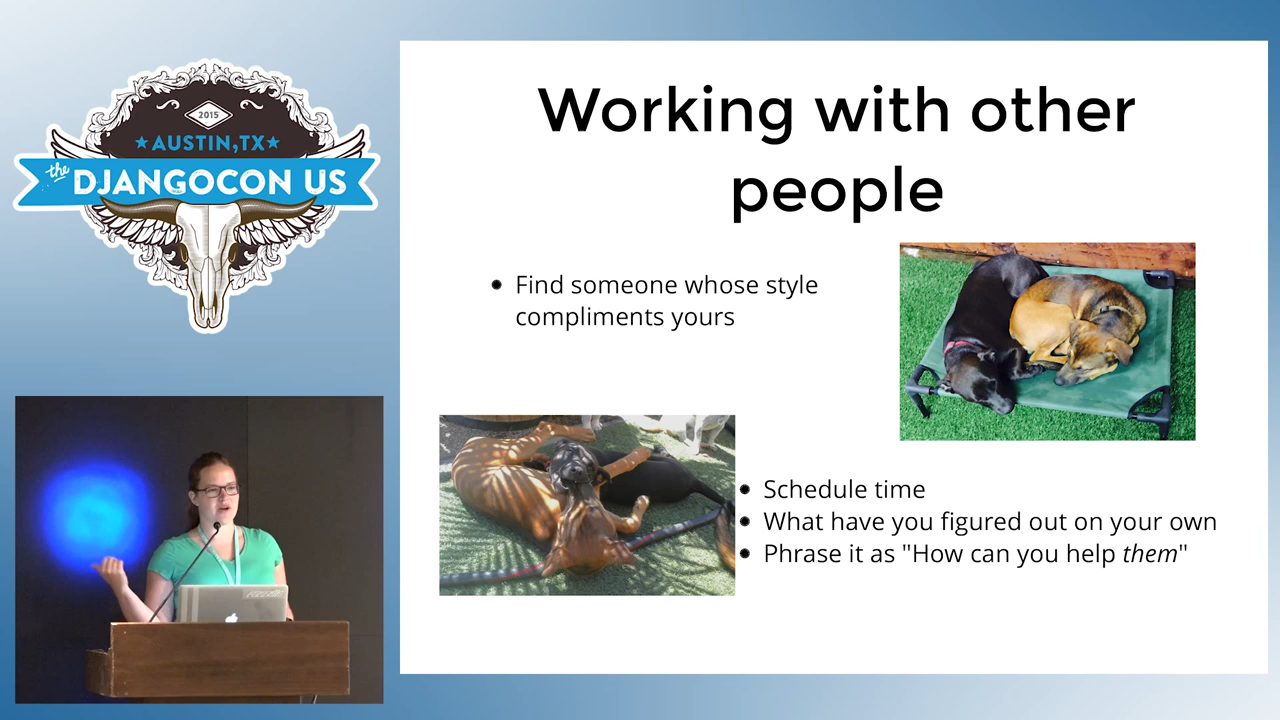 2015
AUSTIN,TX
the
DJANGOCON US
Working with other
people
Find someone whose style
compliments yours
Schedule time
What have you figured out on your own
Phrase it as "How can you help them"